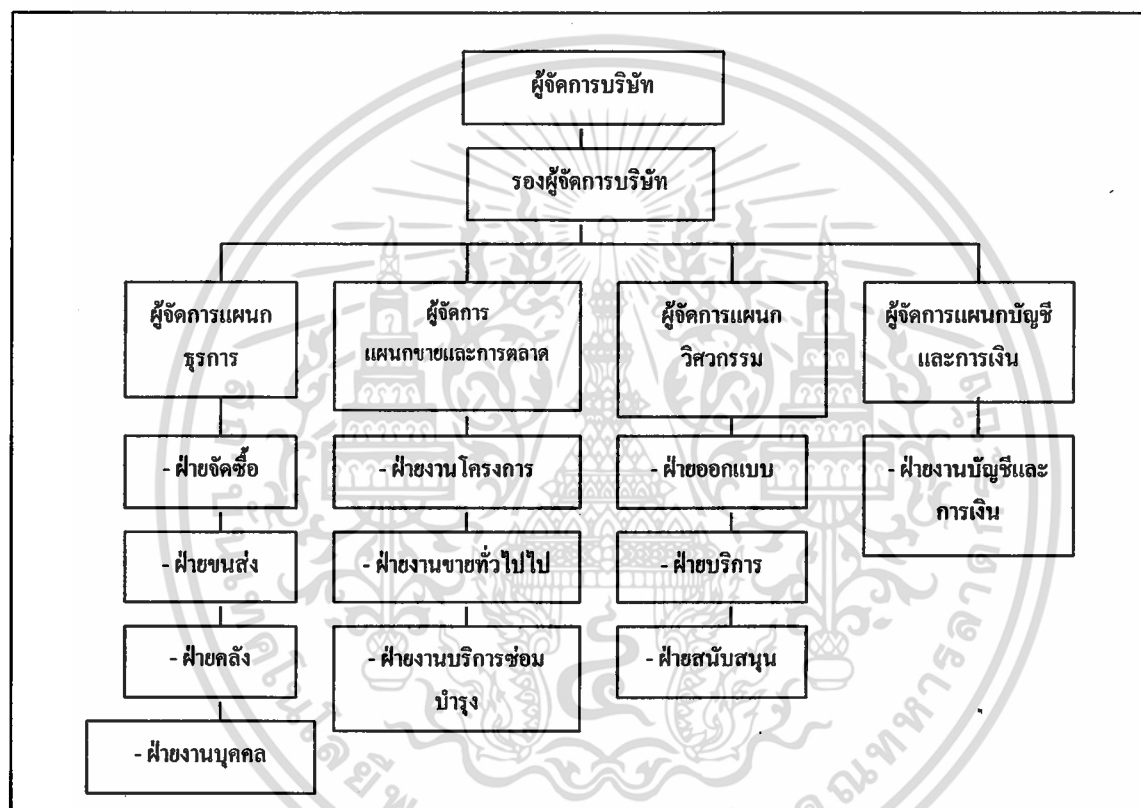 ผู้จัดการบริษัท
รองผู้จัดการบริษัท
ผู้จัดการแผนก
ธุรการ
ผู้จัดการ
แผนกขายและการตลาด
ผู้จัดการแผนก
วิศวกรรม
ผู้จัดการแผนกบัญชี
และการเงิน
- ฝ่ายจัดซื้อ
- ฝ่ายงานโครงการ
- ฝ่ายออกแบบ
- ฝ่ายงานบัญชีและ
การเงิน
- ฝ่ายขนส่ง
- ฝ่ายงานขายทั่วไปไป
- ฝ่ายบริการ
- ฝ่ายคลัง
- ฝ่ายงานบริการซ่อม
บำรุง
- ฝ่ายสนับสนุน
- ฝ่ายงานบุคคล